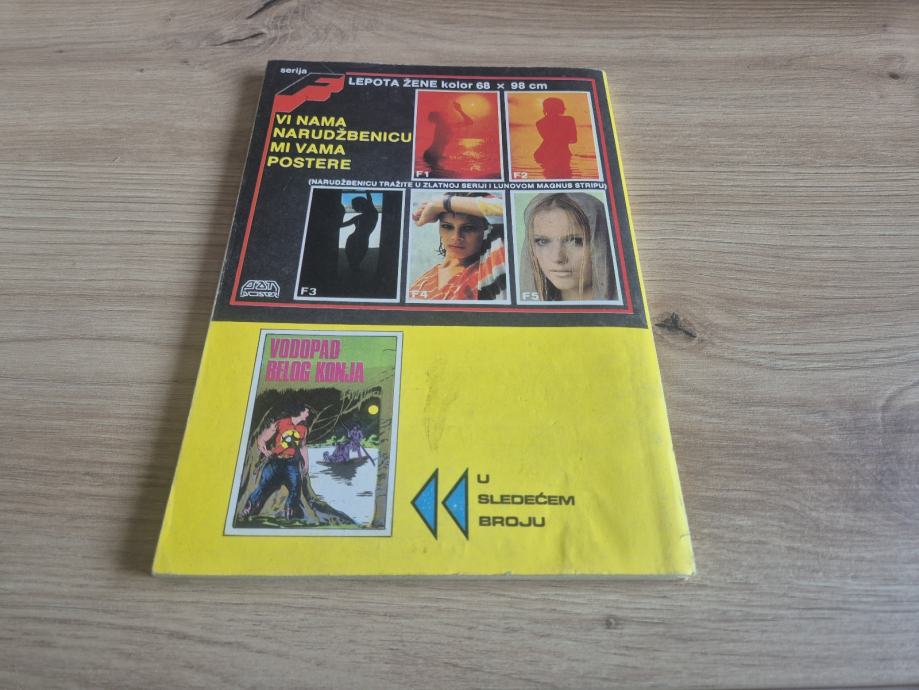 serija
F
LEPOTA ŽENE kolor 68 x 98 cm
VI NAMA
NARUDŽBENICU
MI VAMA
POSTERE
F1
F2
(NARUDŽBENICU TRAŽITE U ZLATNOJ SERIJI I LUNOVOM MAGNUS STRIPU)
F3
F4
F5
POSTER
VODOPAD
BELOG KONJA
U
SLEDEĆEM
BROJU